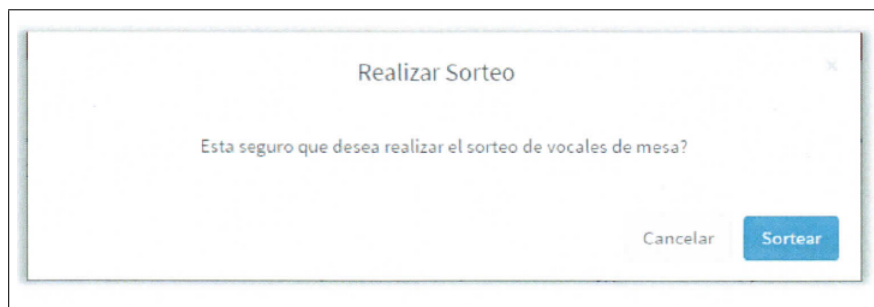 Realizar Sorteo
Esta seguro que desea realizar el sorteo de vocales de mesa?
Cancelar
Sortear